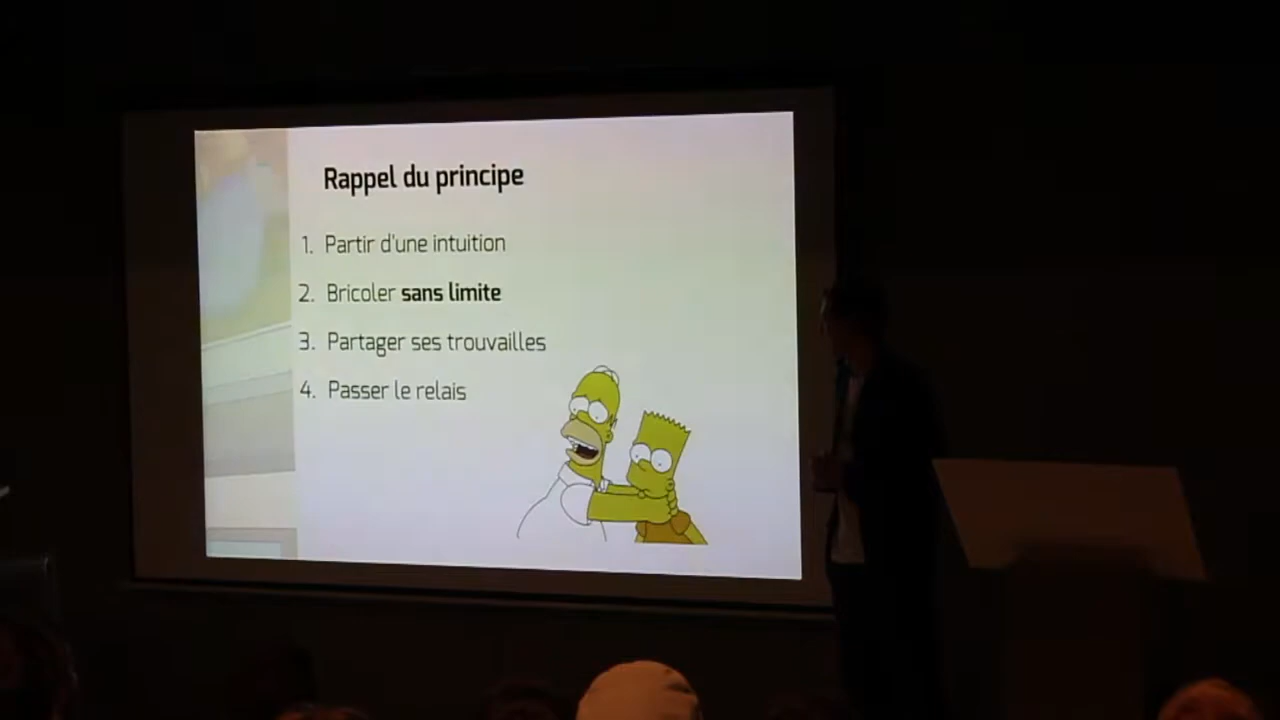 Rappel du principe
1. Partir d'une intuition
2. Bricoler sans limite
3. Partager ses trouvailles
4. Passer le relais